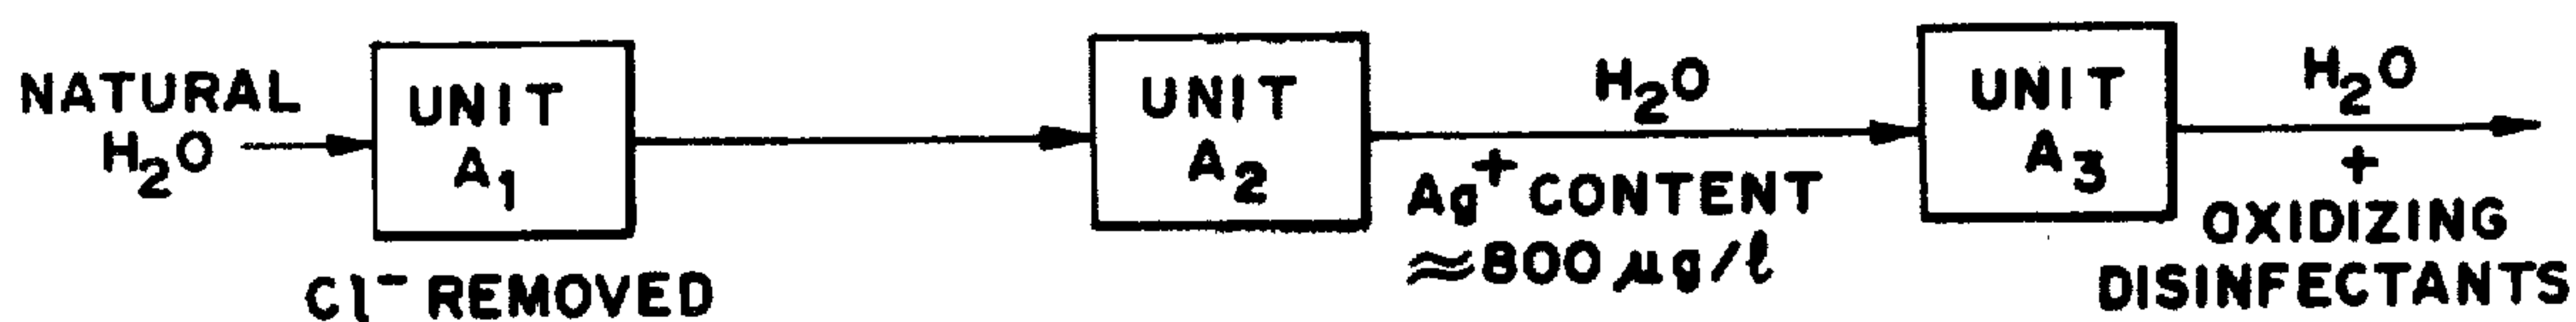 NATURAL
H₂O
UNIT
A₁
Cl⁻ REMOVED
UNIT
A₂
H₂O
Ag⁺ CONTENT
≈800 µg/ℓ
UNIT
A₃
H₂O
+
OXIDIZING
DISINFECTANTS